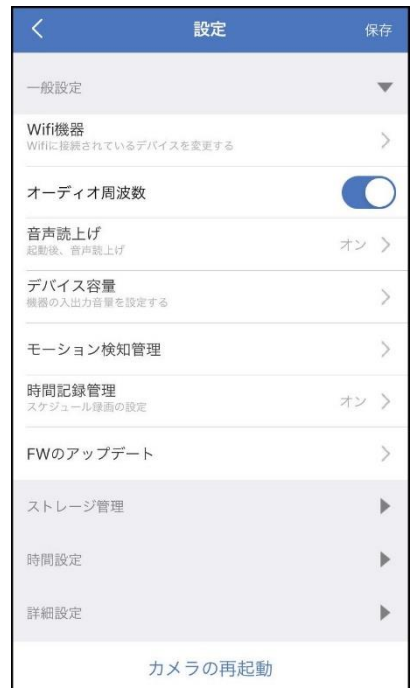 設定
保存
一般設定
Wifi機器
Wifiに接続されているデバイスを変更する
オーディオ周波数
音声読上げ
起動後、音声読上げ
オン
デバイス容量
機器の入出力音量を設定する
モーション検知管理
時間記録管理
スケジュール録画の設定
オン
FWのアップデート
ストレージ管理
時間設定
詳細設定
カメラの再起動